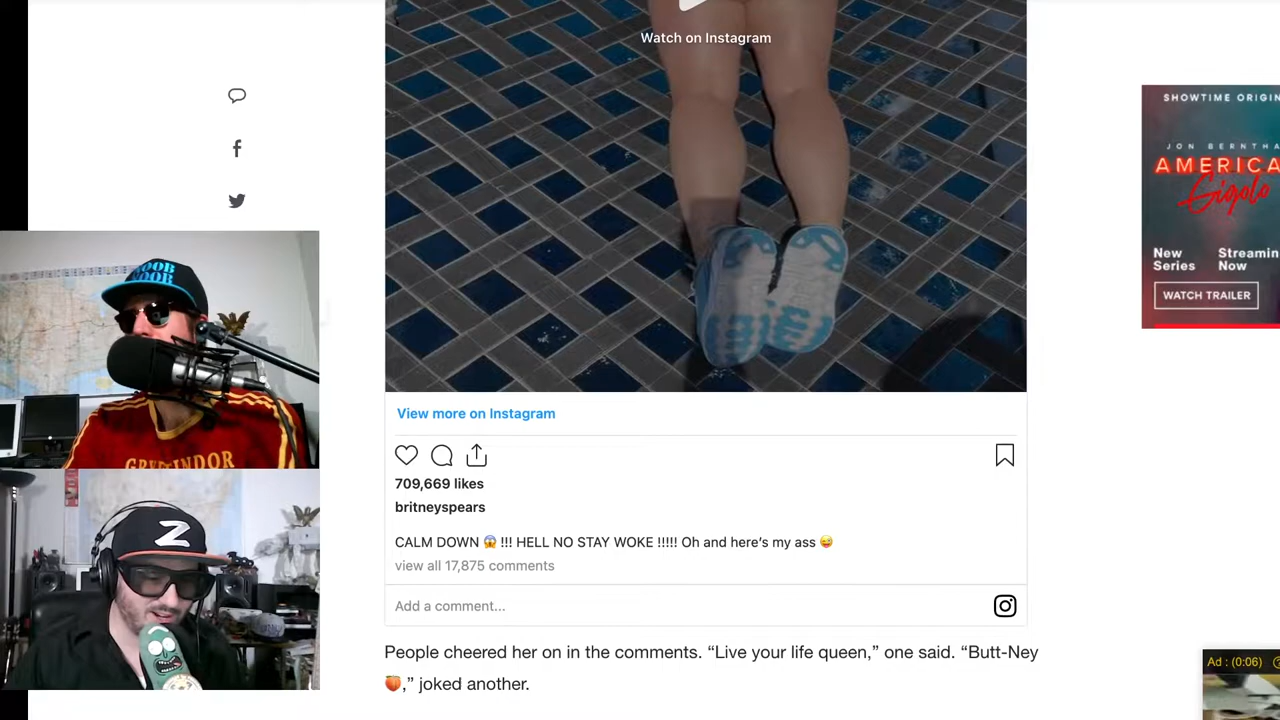 Watch on Instagram
SHOWTIME ORIGIN
JON BERNTHA
AMERICA
Gigolo
New
Series
Streamin
Now
WATCH TRAILER
NOOB
NOOB
GRYFFINDOR
Z
View more on Instagram
709,669 likes
britneyspears
CALM DOWN 😱 !!! HELL NO STAY WOKE !!!!! Oh and here’s my ass 😜
view all 17,875 comments
Add a comment...
People cheered her on in the comments. “Live your life queen,” one said. “Butt-Ney
🍑,” joked another.
Ad : (0:06)